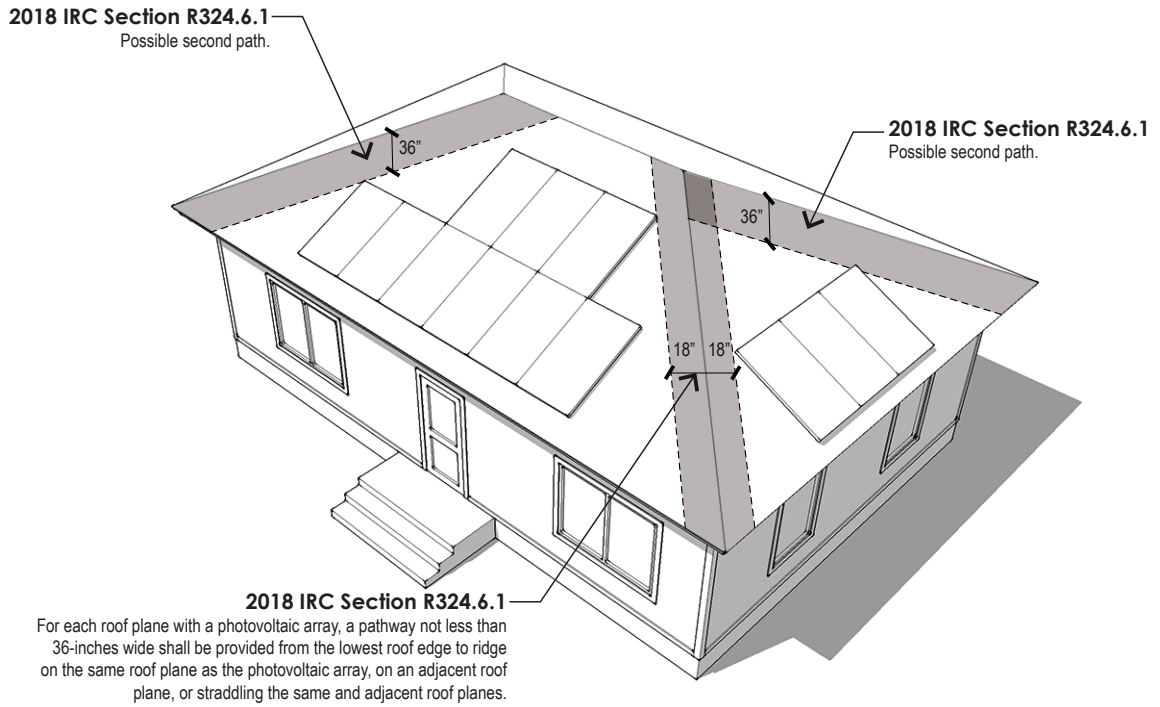 2018 IRC Section R324.6.1
Possible second path.
36”
2018 IRC Section R324.6.1
Possible second path.
36”
18” 18”
2018 IRC Section R324.6.1
For each roof plane with a photovoltaic array, a pathway not less than
36-inches wide shall be provided from the lowest roof edge to ridge
on the same roof plane as the photovoltaic array, on an adjacent roof
plane, or straddling the same and adjacent roof planes.